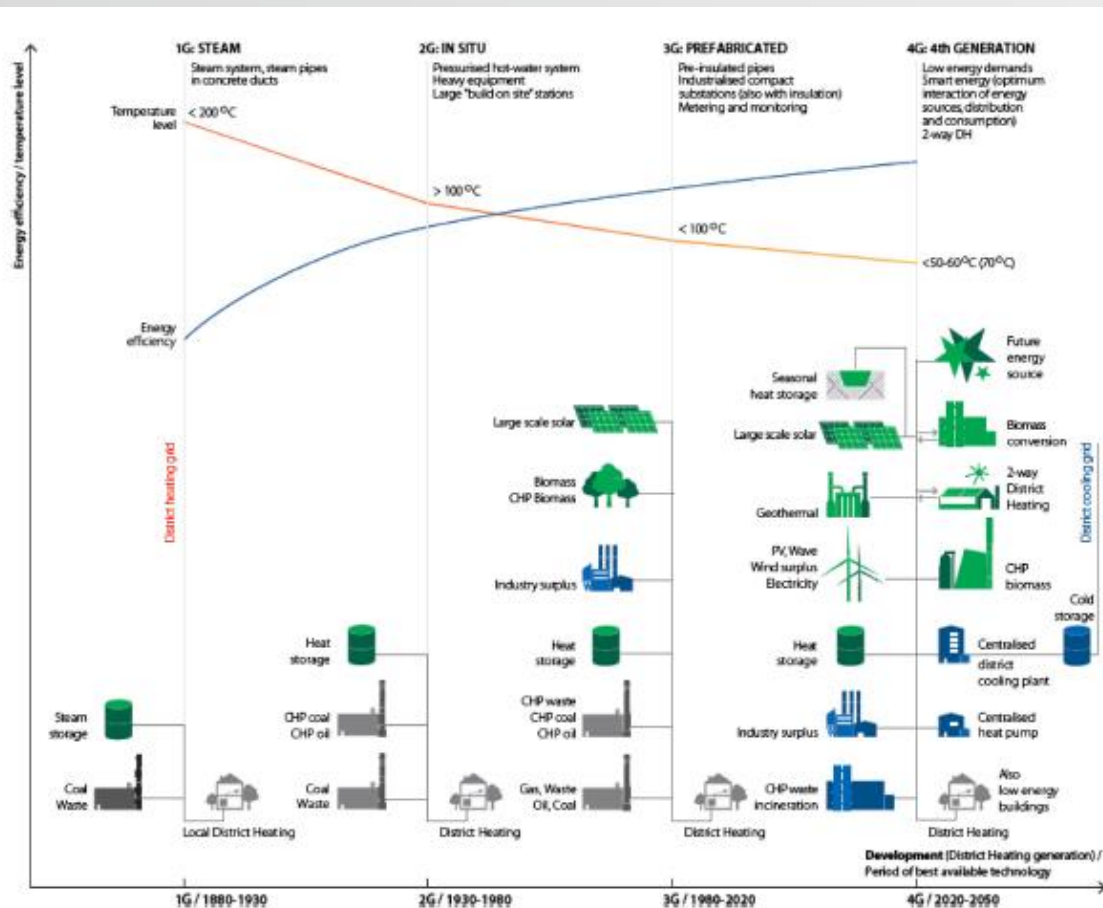 1G: STEAM
Steam system, steam pipes
in concrete ducts
2G: IN SITU
Pressurised hot-water system
Heavy equipment
Large "build on site" stations
3G: PREFABRICATED
Pre-insulated pipes
Industrialised compact
substations (also with insulation)
Metering and monitoring
4G: 4th GENERATION
Low energy demands
Smart energy (optimum
interaction of energy
sources, distribution
and consumption)
2-way DH
Energy efficiency / temperature level
Temperature
level
< 200 °C
> 100 °C
< 100 °C
<50-60°C (70°C)
Energy
efficiency
District heating grid
Steam
storage
Coal
Waste
Local District Heating
Heat
storage
CHP coal
CHP oil
Coal
Waste
District Heating
Large scale solar
Biomass
CHP Biomass
Industry surplus
Heat
storage
CHP waste
CHP coal
CHP oil
Gas, Waste
Oil, Coal
District Heating
Seasonal
heat storage
Large scale solar
Geothermal
PV, Wave
Wind surplus
Electricity
Heat
storage
Industry surplus
CHP waste
incineration
Future
energy
source
Biomass
conversion
2-way
District
Heating
CHP
biomass
Centralised
district
cooling plant
Centralised
heat pump
Also
low energy
buildings
District Heating
Cold
storage
District cooling grid
Development (District Heating generation) /
Period of best available technology
1G / 1880-1930
2G / 1930-1980
3G / 1980-2020
4G / 2020-2050